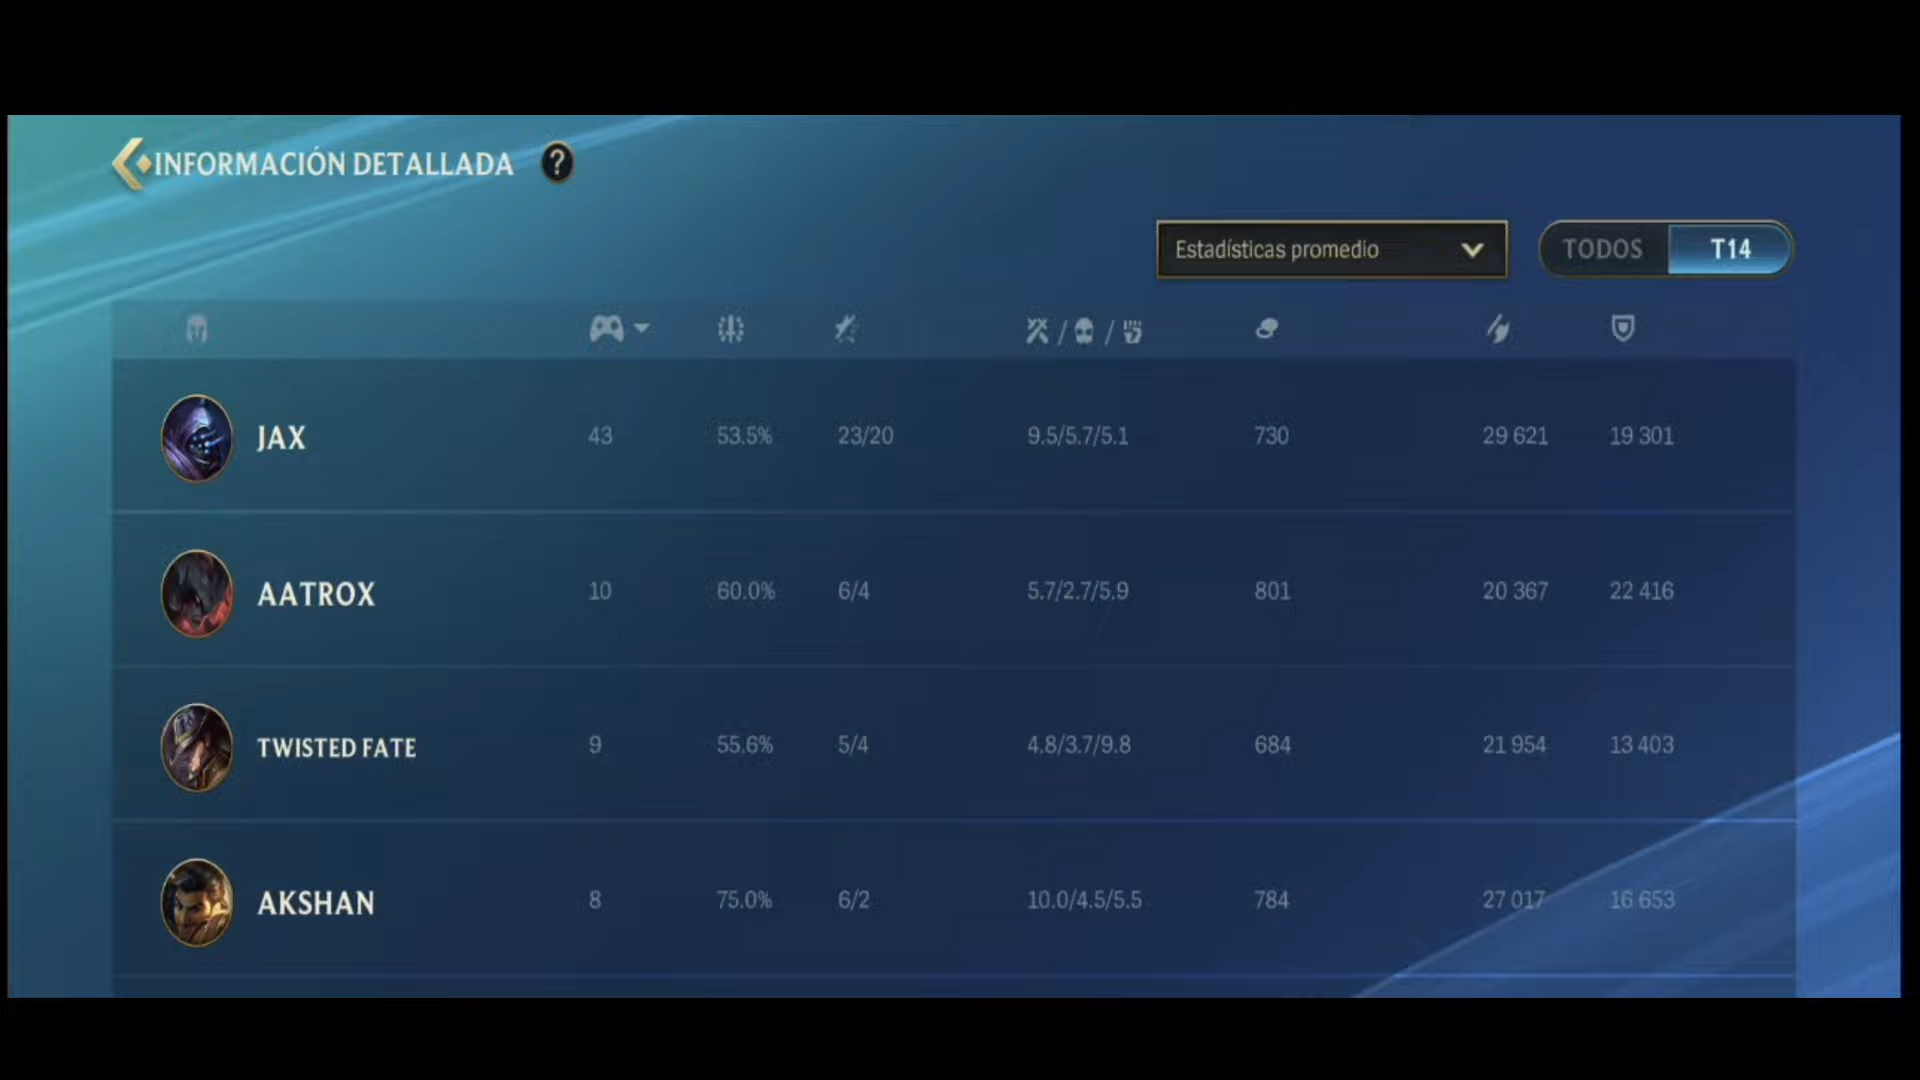 INFORMACIÓN DETALLADA ?
Estadísticas promedio TODOS T14
/ /
JAX 43 53.5% 23/20 9.5/5.7/5.1 730 29 621 19 301
AATROX 10 60.0% 6/4 5.7/2.7/5.9 801 20 367 22 416
TWISTED FATE 9 55.6% 5/4 4.8/3.7/9.8 684 21 954 13 403
AKSHAN 8 75.0% 6/2 10.0/4.5/5.5 784 27 017 16 653